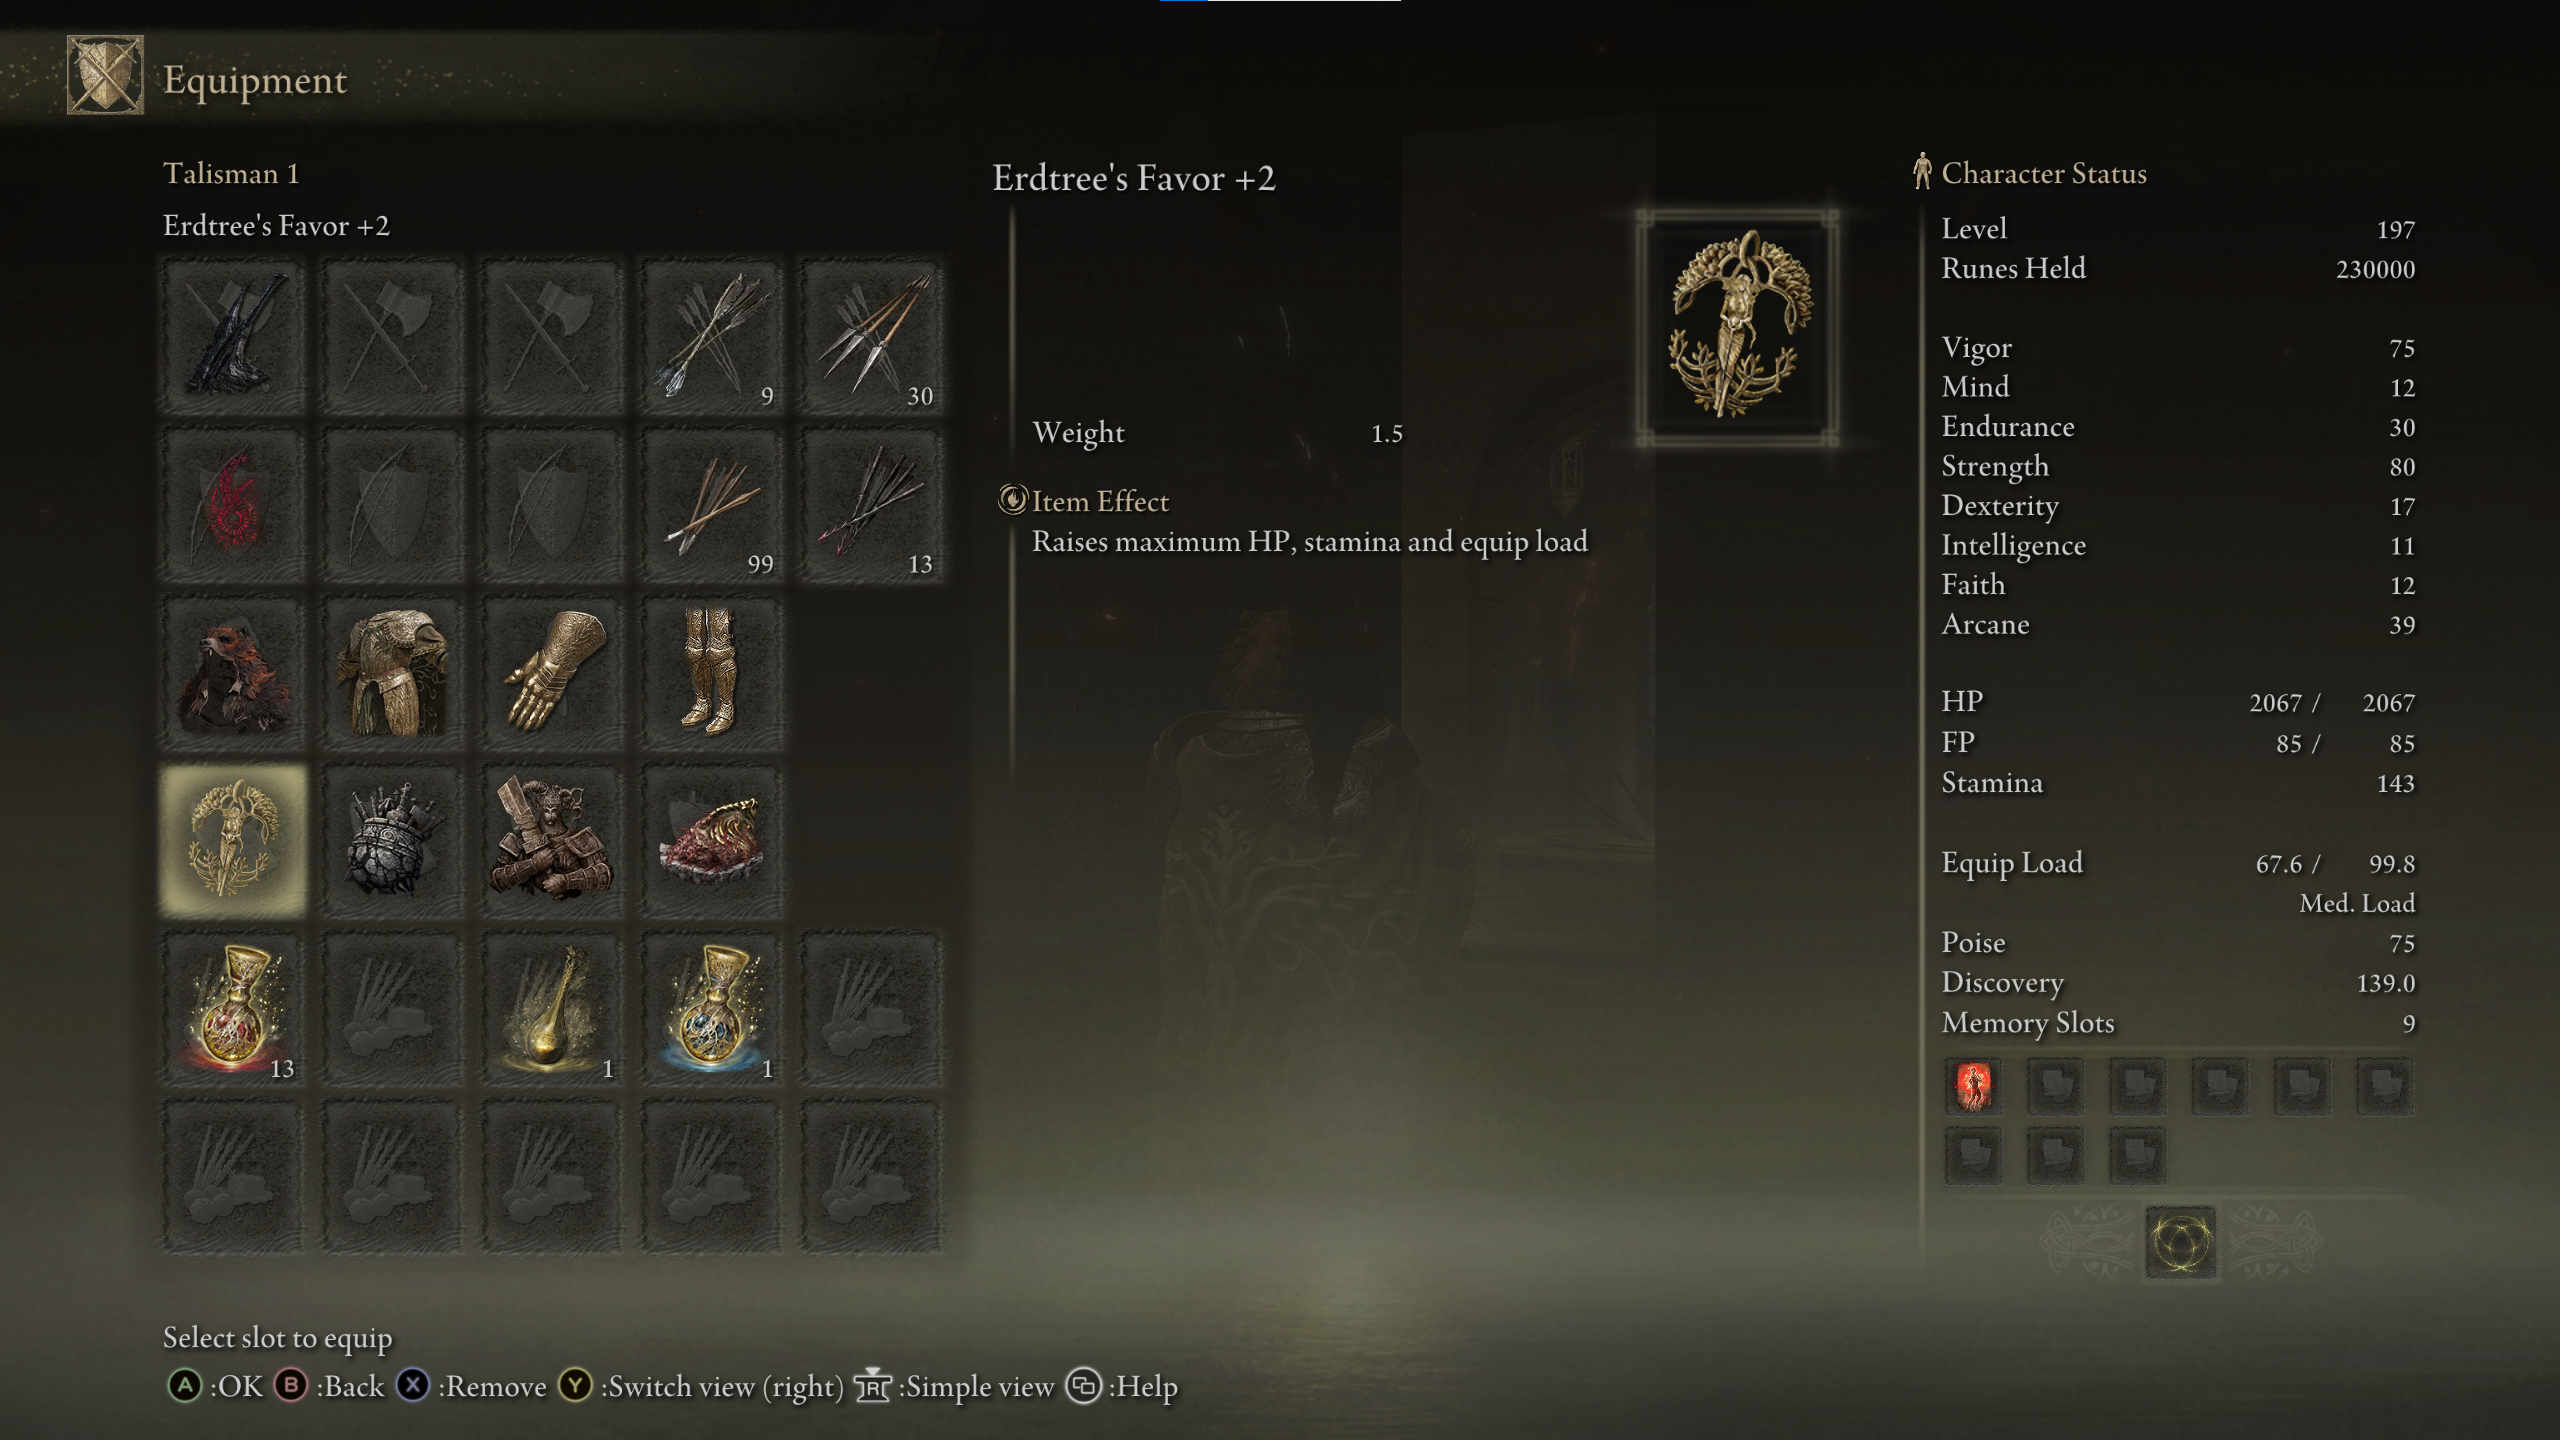 Equipment
Talisman 1
Erdtree's Favor +2
9
30
99
13
13
1
1
Erdtree's Favor +2
Weight 1.5
Item Effect
Raises maximum HP, stamina and equip load
Character Status
Level 197
Runes Held 230000
Vigor 75
Mind 12
Endurance 30
Strength 80
Dexterity 17
Intelligence 11
Faith 12
Arcane 39
HP 2067 / 2067
FP 85 / 85
Stamina 143
Equip Load 67.6 / 99.8
Med. Load
Poise 75
Discovery 139.0
Memory Slots 9
Select slot to equip
A :OK B :Back X :Remove Y :Switch view (right) R :Simple view :Help